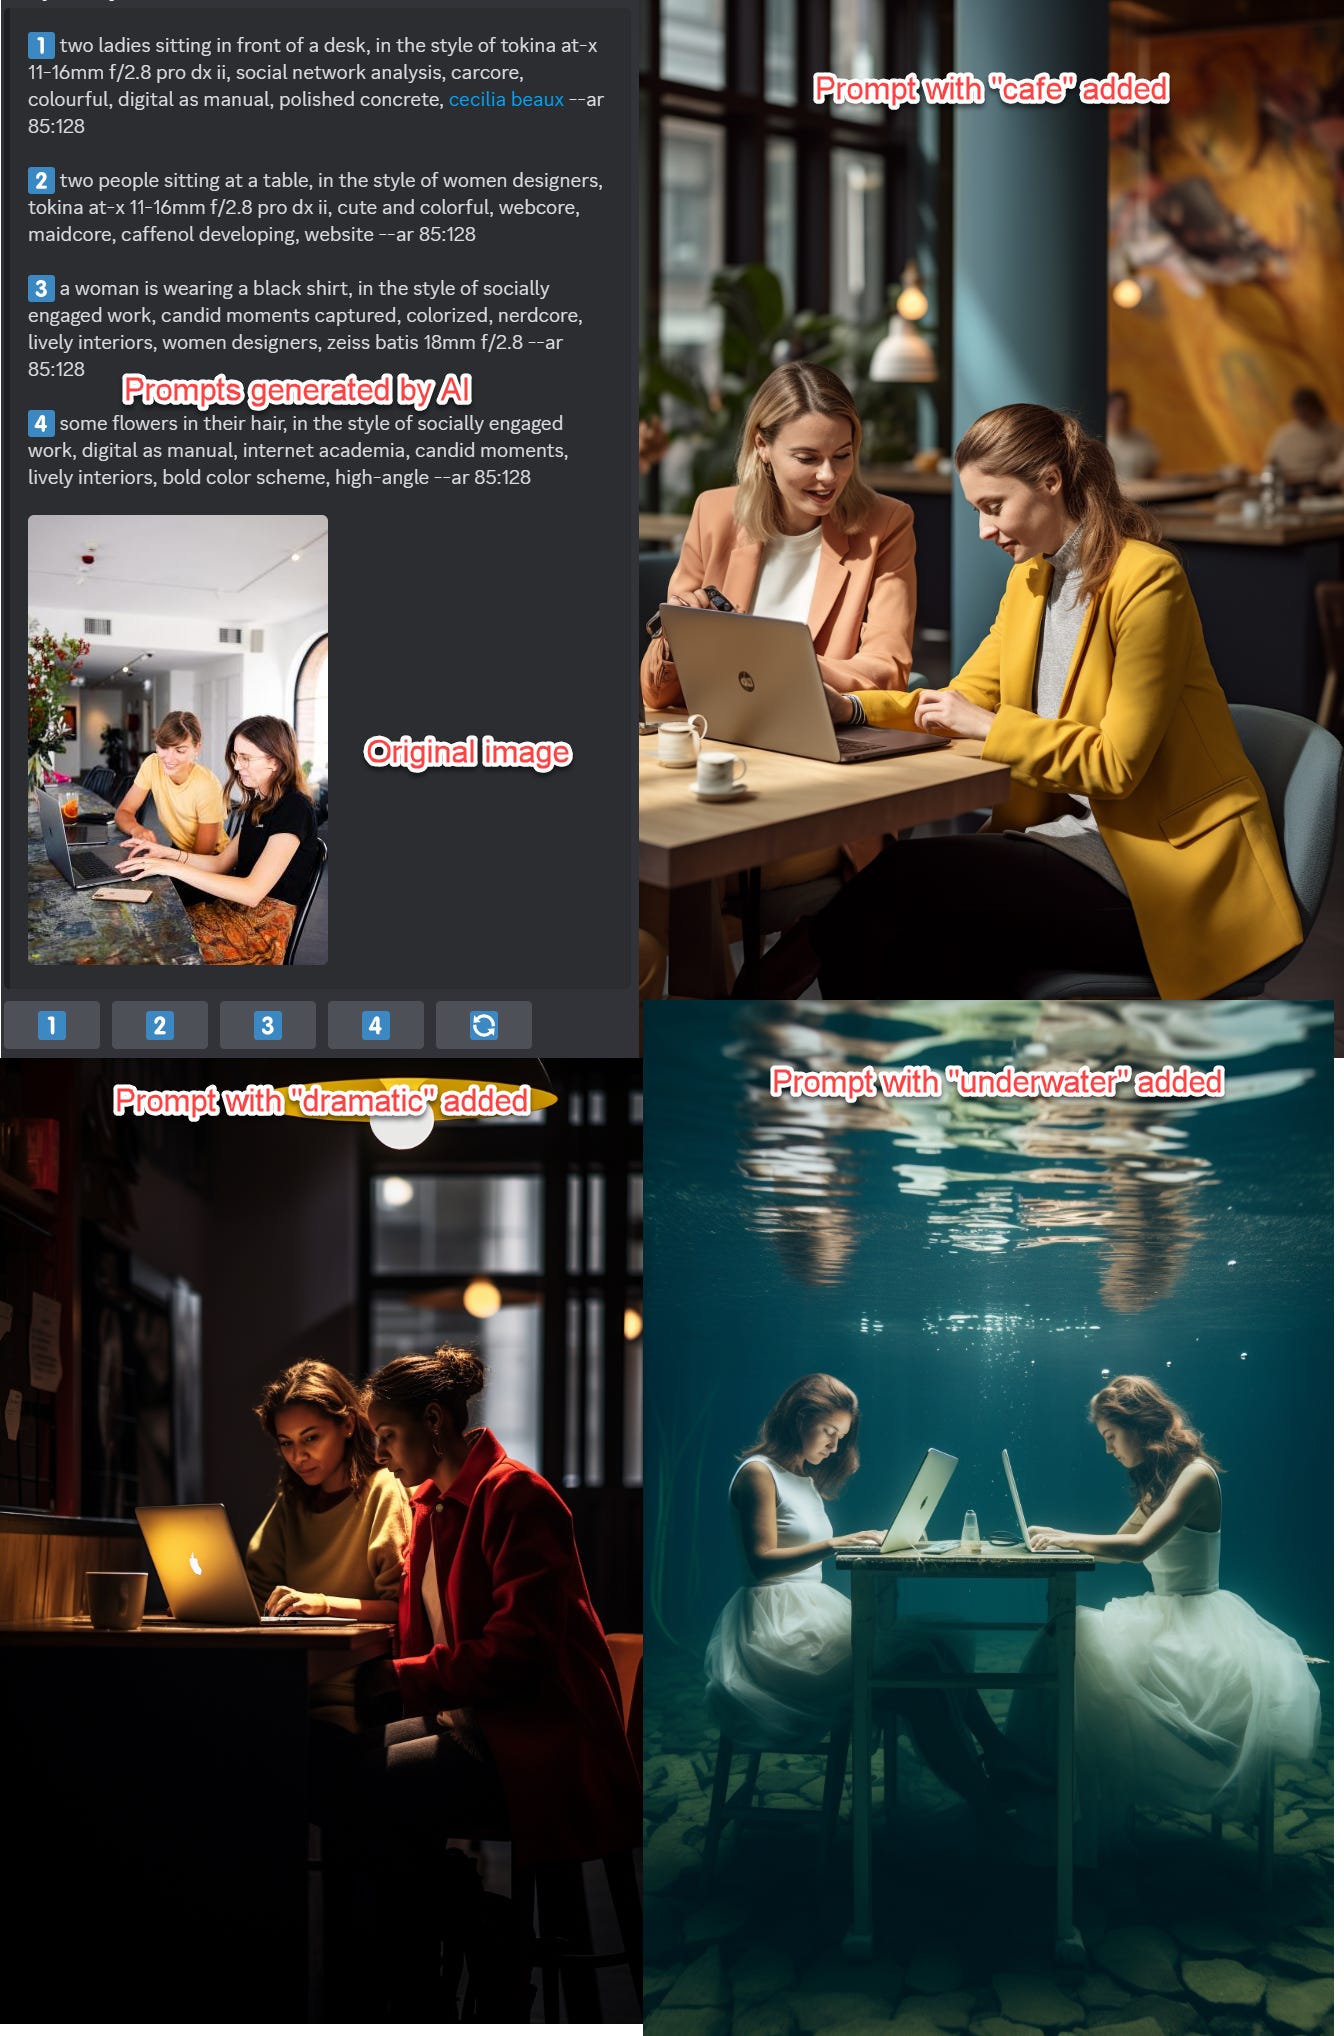 1 two ladies sitting in front of a desk, in the style of tokina at-x
11-16mm f/2.8 pro dx ii, social network analysis, carcore,
colourful, digital as manual, polished concrete, cecilia beaux --ar
85:128
2 two people sitting at a table, in the style of women designers,
tokina at-x 11-16mm f/2.8 pro dx ii, cute and colorful, webcore,
maidcore, caffenol developing, website --ar 85:128
3 a woman is wearing a black shirt, in the style of socially
engaged work, candid moments captured, colorized, nerdcore,
lively interiors, women designers, zeiss batis 18mm f/2.8 --ar
85:128
Prompts generated by AI
4 some flowers in their hair, in the style of socially engaged
work, digital as manual, internet academia, candid moments,
lively interiors, bold color scheme, high-angle --ar 85:128
Original image
1 2 3 4
Prompt with "cafe" added
Prompt with "dramatic" added
Prompt with "underwater" added